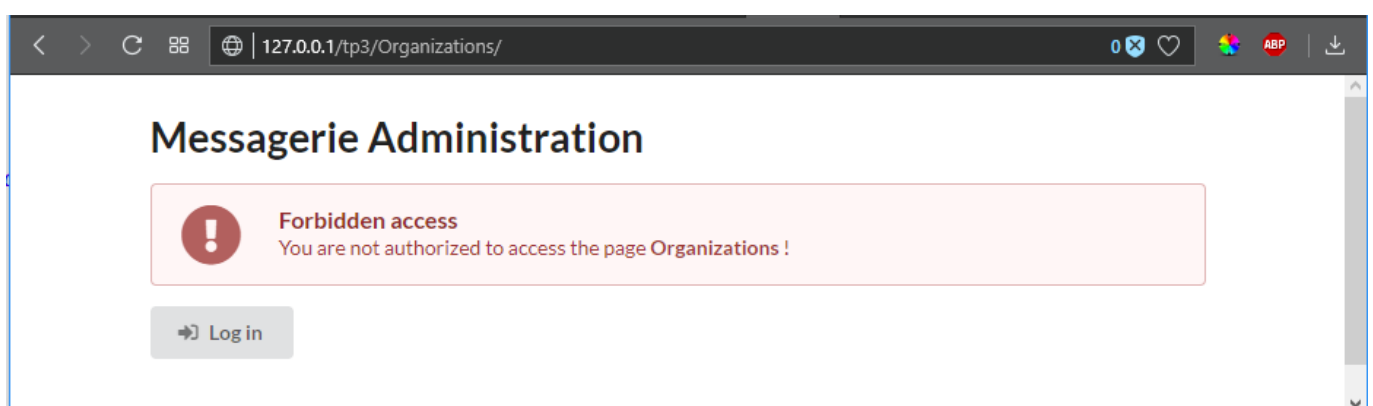 127.0.0.1/tp3/Organizations/
0
ABP
Messagerie Administration
Forbidden access
You are not authorized to access the page Organizations !
Log in